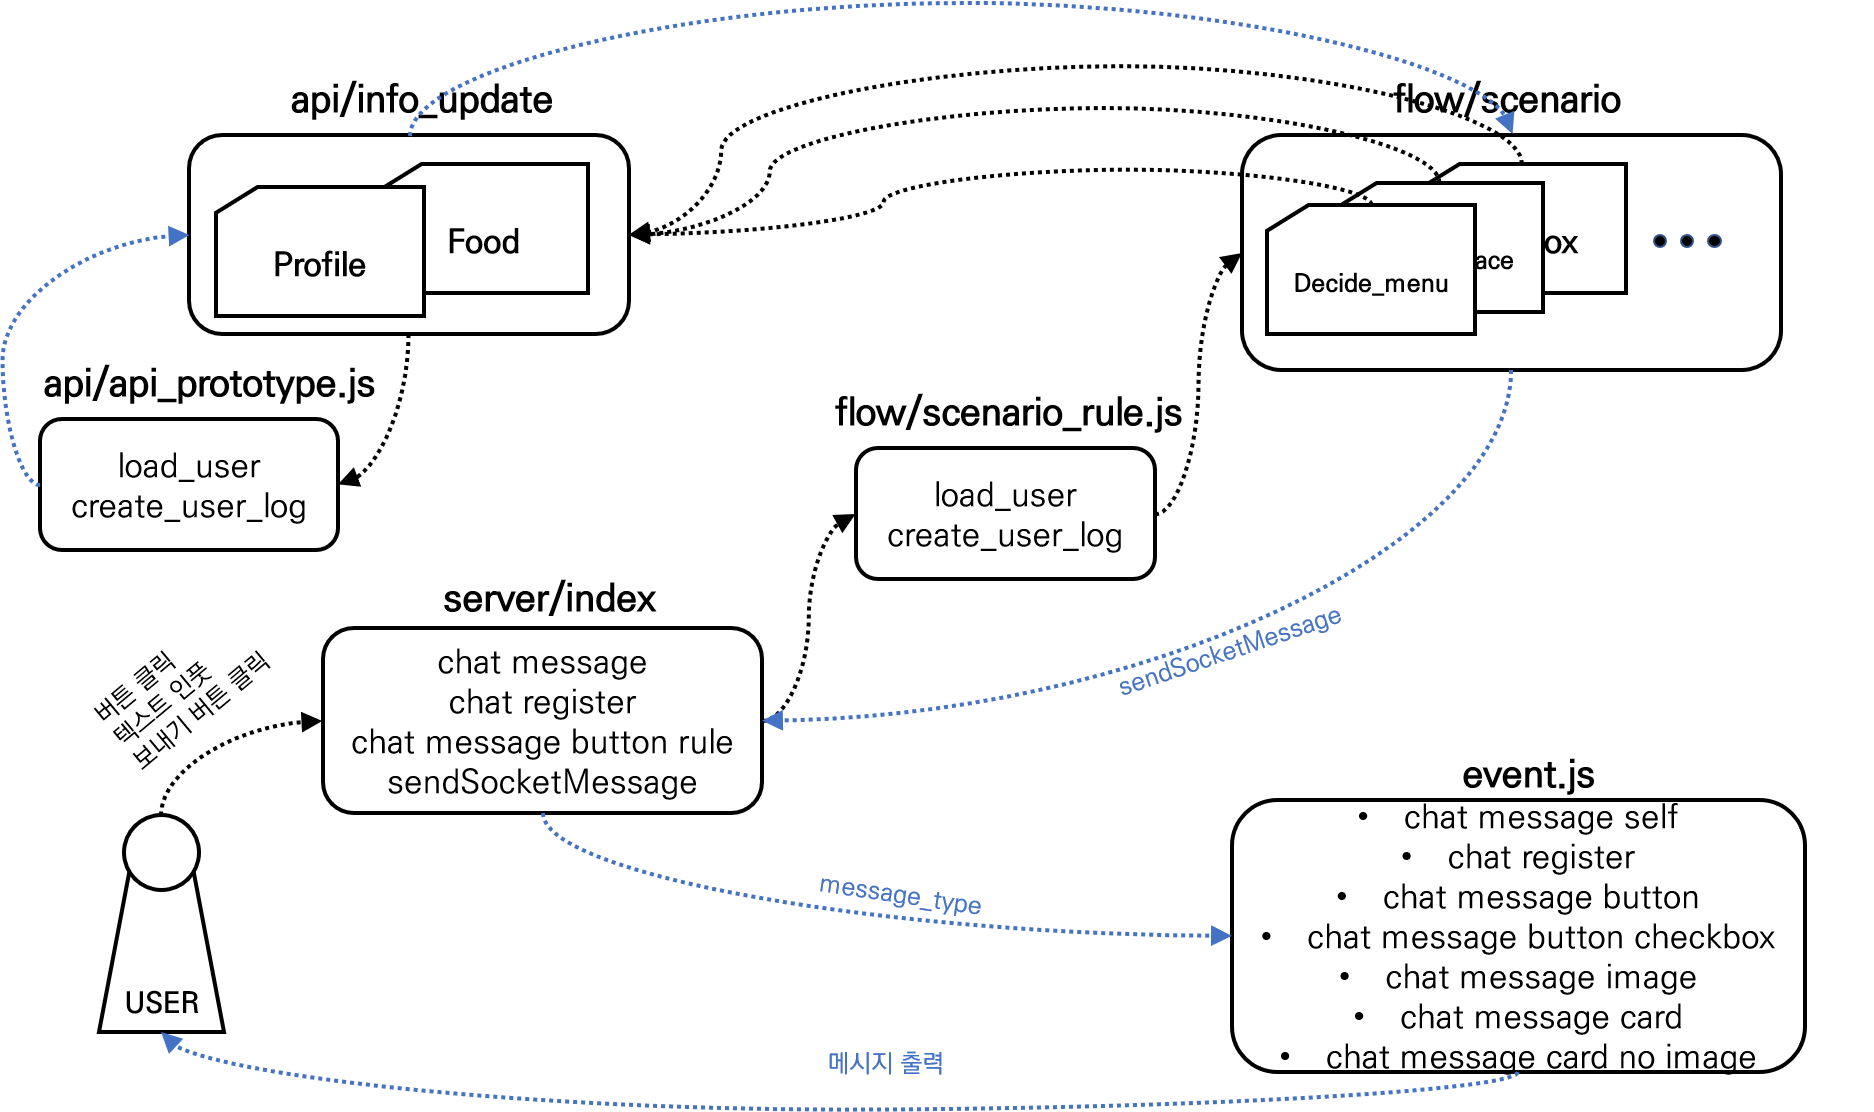 api/info_update
flow/scenario
Profile
Food
Decide_menu
ace
ox
api/api_prototype.js
load_user
create_user_log
flow/scenario_rule.js
load_user
create_user_log
server/index
chat message
chat register
chat message button rule
sendSocketMessage
버튼 클릭
텍스트 인풋
보내기 버튼 클릭
sendSocketMessage
message_type
event.js
• chat message self
• chat register
• chat message button
• chat message button checkbox
• chat message image
• chat message card
• chat message card no image
USER
메시지 출력